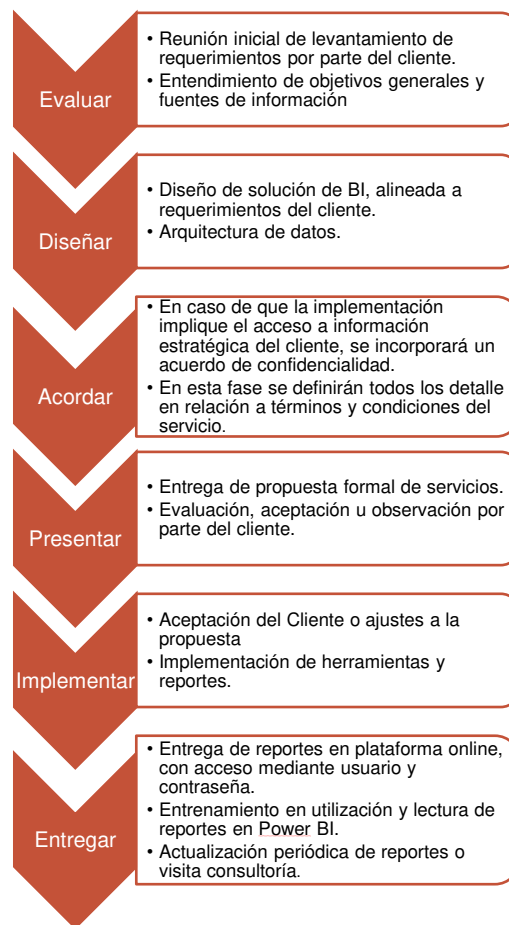 Evaluar
• Reunión inicial de levantamiento de
requerimientos por parte del cliente.
• Entendimiento de objetivos generales y
fuentes de información
Diseñar
• Diseño de solución de BI, alineada a
requerimientos del cliente.
• Arquitectura de datos.
Acordar
• En caso de que la implementación
implique el acceso a información
estratégica del cliente, se incorporará un
acuerdo de confidencialidad.
• En esta fase se definirán todos los detalle
en relación a términos y condiciones del
servicio.
Presentar
• Entrega de propuesta formal de servicios.
• Evaluación, aceptación u observación por
parte del cliente.
Implementar
• Aceptación del Cliente o ajustes a la
propuesta
• Implementación de herramientas y
reportes.
Entregar
• Entrega de reportes en plataforma online,
con acceso mediante usuario y
contraseña.
• Entrenamiento en utilización y lectura de
reportes en Power BI.
• Actualización periódica de reportes o
visita consultoría.